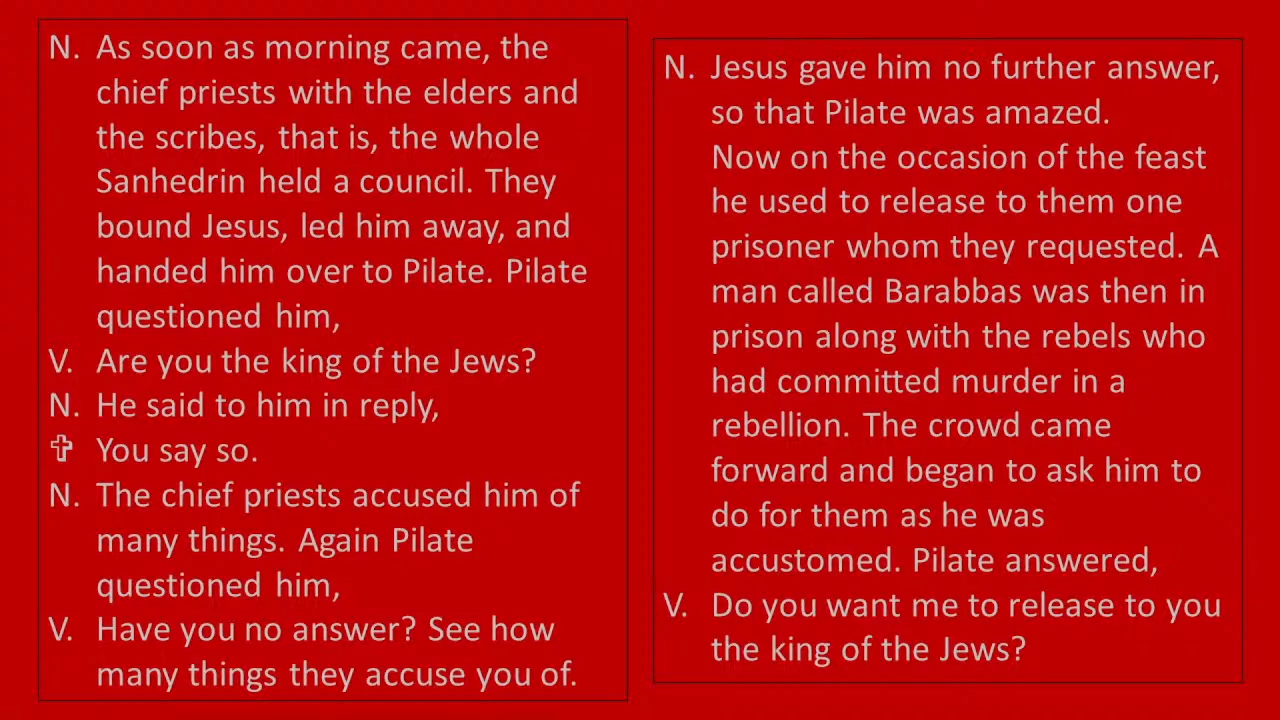 N. As soon as morning came, the
chief priests with the elders and
the scribes, that is, the whole
Sanhedrin held a council. They
bound Jesus, led him away, and
handed him over to Pilate. Pilate
questioned him,
V. Are you the king of the Jews?
N. He said to him in reply,
✞ You say so.
N. The chief priests accused him of
many things. Again Pilate
questioned him,
V. Have you no answer? See how
many things they accuse you of.
N. Jesus gave him no further answer,
so that Pilate was amazed.
Now on the occasion of the feast
he used to release to them one
prisoner whom they requested. A
man called Barabbas was then in
prison along with the rebels who
had committed murder in a
rebellion. The crowd came
forward and began to ask him to
do for them as he was
accustomed. Pilate answered,
V. Do you want me to release to you
the king of the Jews?